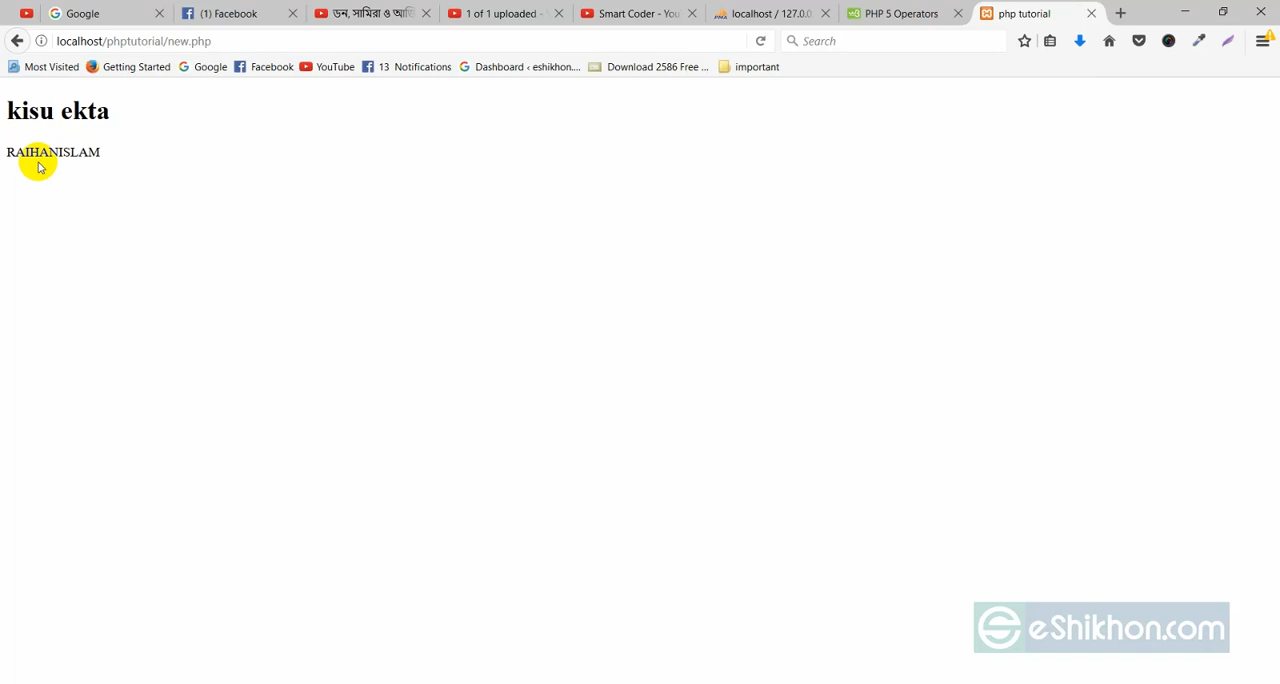 Google
(1) Facebook
ডন, সামিরা ও আজি
1 of 1 uploaded -
Smart Coder - You
localhost / 127.0.0
PHP 5 Operators
php tutorial
localhost/phptutorial/new.php
Search
Most Visited
Getting Started
Google
Facebook
YouTube
13 Notifications
Dashboard ‹ eshikhon....
Download 2586 Free ...
important
kisu ekta
RAIHANISLAM
eShikhon.com